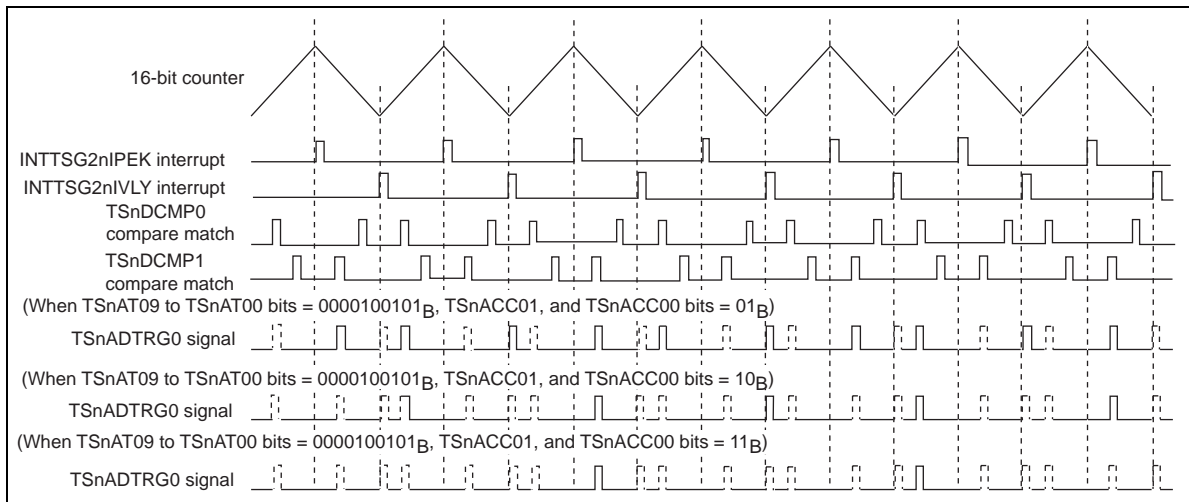 16-bit counter
INTTSG2nIPEK interrupt
INTTSG2nIVLY interrupt
TSnDCMP0
compare match
TSnDCMP1
compare match
(When TSnAT09 to TSnAT00 bits = 0000100101B, TSnACC01, and TSnACC00 bits = 01B)
TSnADTRG0 signal
(When TSnAT09 to TSnAT00 bits = 0000100101B, TSnACC01, and TSnACC00 bits = 10B)
TSnADTRG0 signal
(When TSnAT09 to TSnAT00 bits = 0000100101B, TSnACC01, and TSnACC00 bits = 11B)
TSnADTRG0 signal